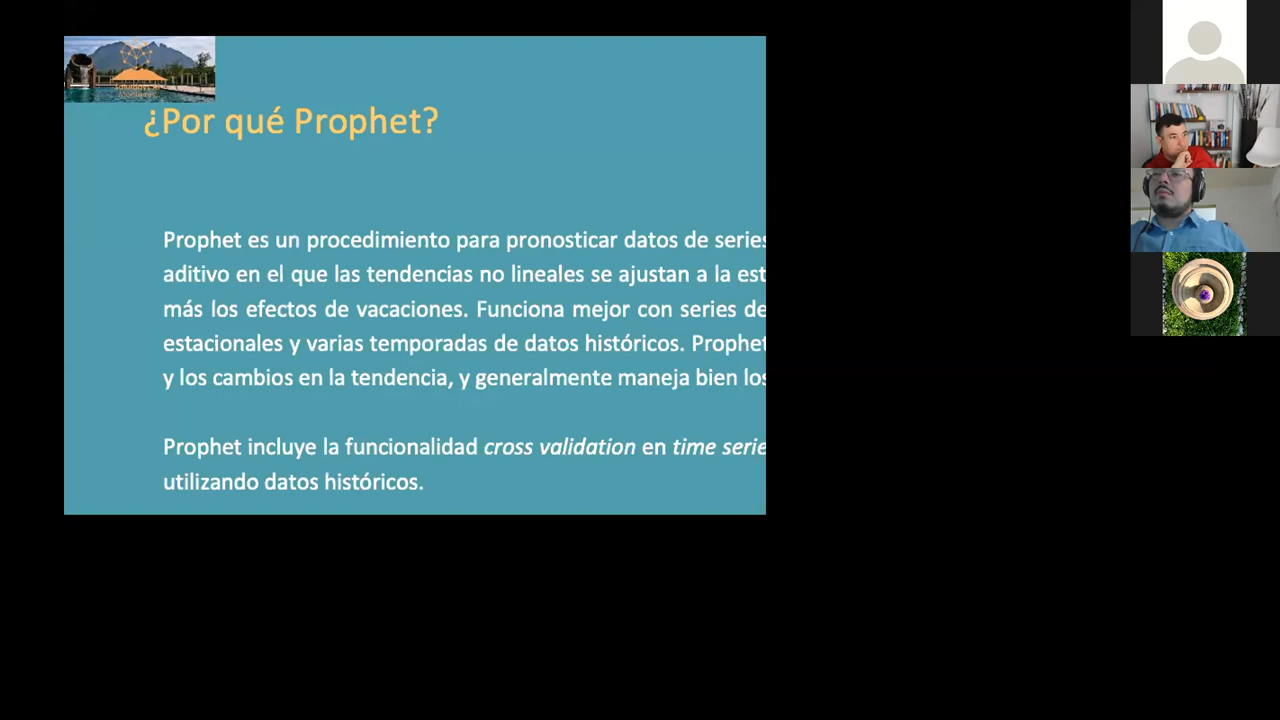 Saturdays.AI
¿Por qué Prophet?
Prophet es un procedimiento para pronosticar datos de series
aditivo en el que las tendencias no lineales se ajustan a la est
más los efectos de vacaciones. Funciona mejor con series de
estacionales y varias temporadas de datos históricos. Prophet
y los cambios en la tendencia, y generalmente maneja bien los
Prophet incluye la funcionalidad cross validation en time serie
utilizando datos históricos.